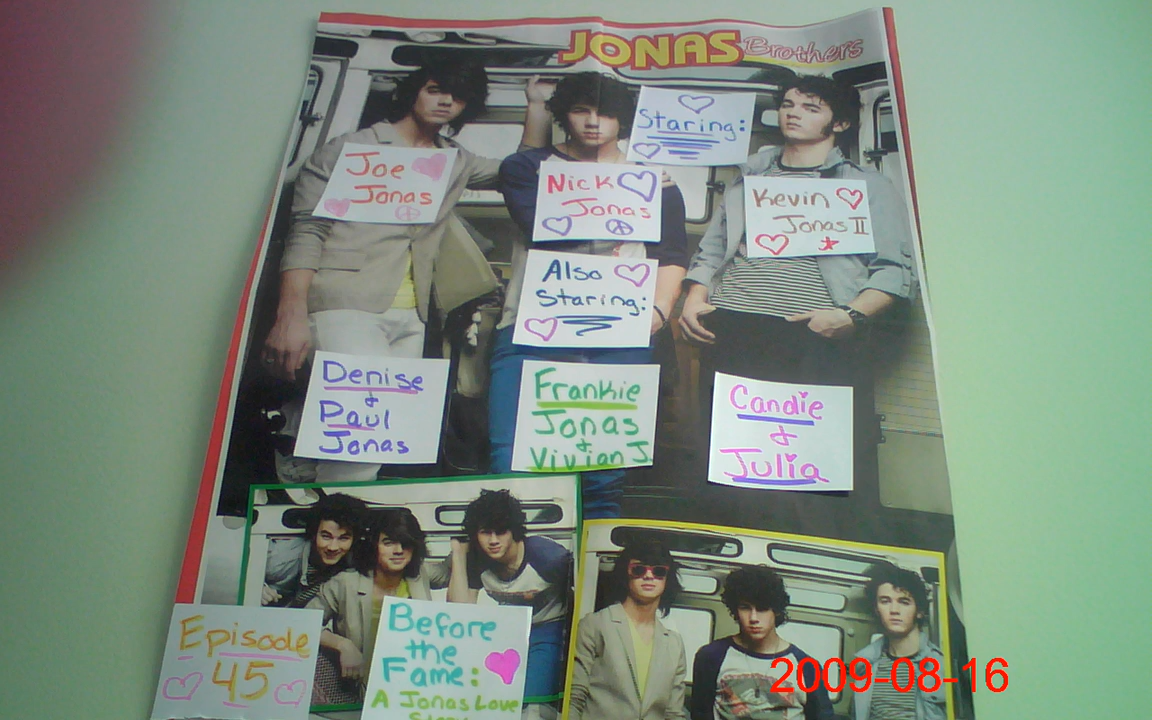 JONAS Brothers
Staring:
Joe
Jonas
Nick
Jonas
Kevin
Jonas II
Also
Staring:
Denise
&
Paul
Jonas
Frankie
Jonas
&
Vivian J.
Candie
&
Julia
Episode
45
Before
the
Fame:
A Jonas Love
2009-08-16